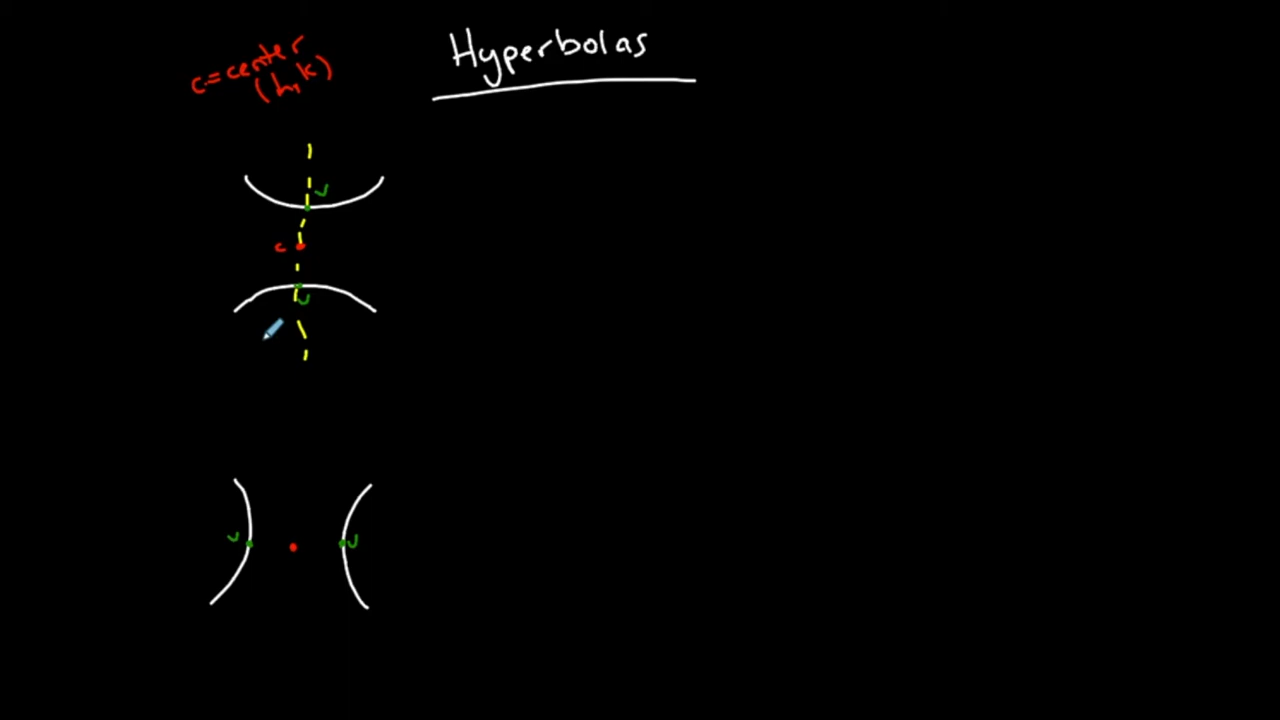 c=center
(h,k)
Hyperbolas
v
c
v
v
v